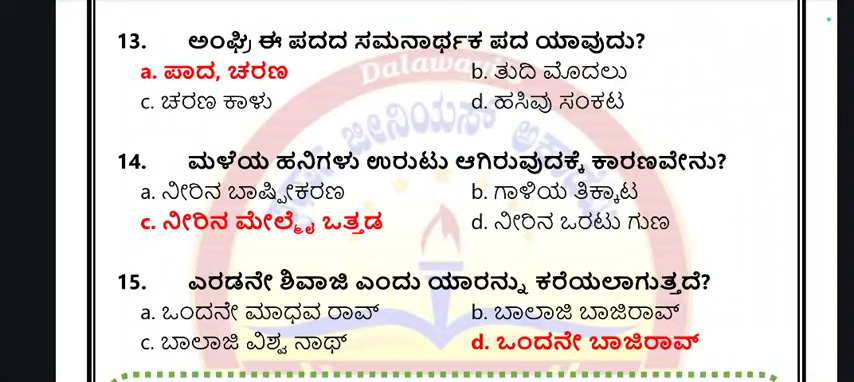 13. ಅಂಘ್ರಿ ಈ ಪದದ ಸಮನಾರ್ಥಕ ಪದ ಯಾವುದು?
a. ಪಾದ, ಚರಣ b. ತುದಿ ಮೊದಲು
c. ಚರಣ ಕಾಳು d. ಹಸಿವು ಸಂಕಟ
14. ಮಳೆಯ ಹನಿಗಳು ಉರುಟು ಆಗಿರುವುದಕ್ಕೆ ಕಾರಣವೇನು?
a. ನೀರಿನ ಬಾಷ್ಪೀಕರಣ b. ಗಾಳಿಯ ತಿಕ್ಕಾಟ
c. ನೀರಿನ ಮೇಲ್ಮೈ ಒತ್ತಡ d. ನೀರಿನ ಒರಟು ಗುಣ
15. ಎರಡನೇ ಶಿವಾಜಿ ಎಂದು ಯಾರನ್ನು ಕರೆಯಲಾಗುತ್ತದೆ?
a. ಒಂದನೇ ಮಾಧವ ರಾವ್ b. ಬಾಲಾಜಿ ಬಾಜಿರಾವ್
c. ಬಾಲಾಜಿ ವಿಶ್ವ ನಾಥ್ d. ಒಂದನೇ ಬಾಜಿರಾವ್